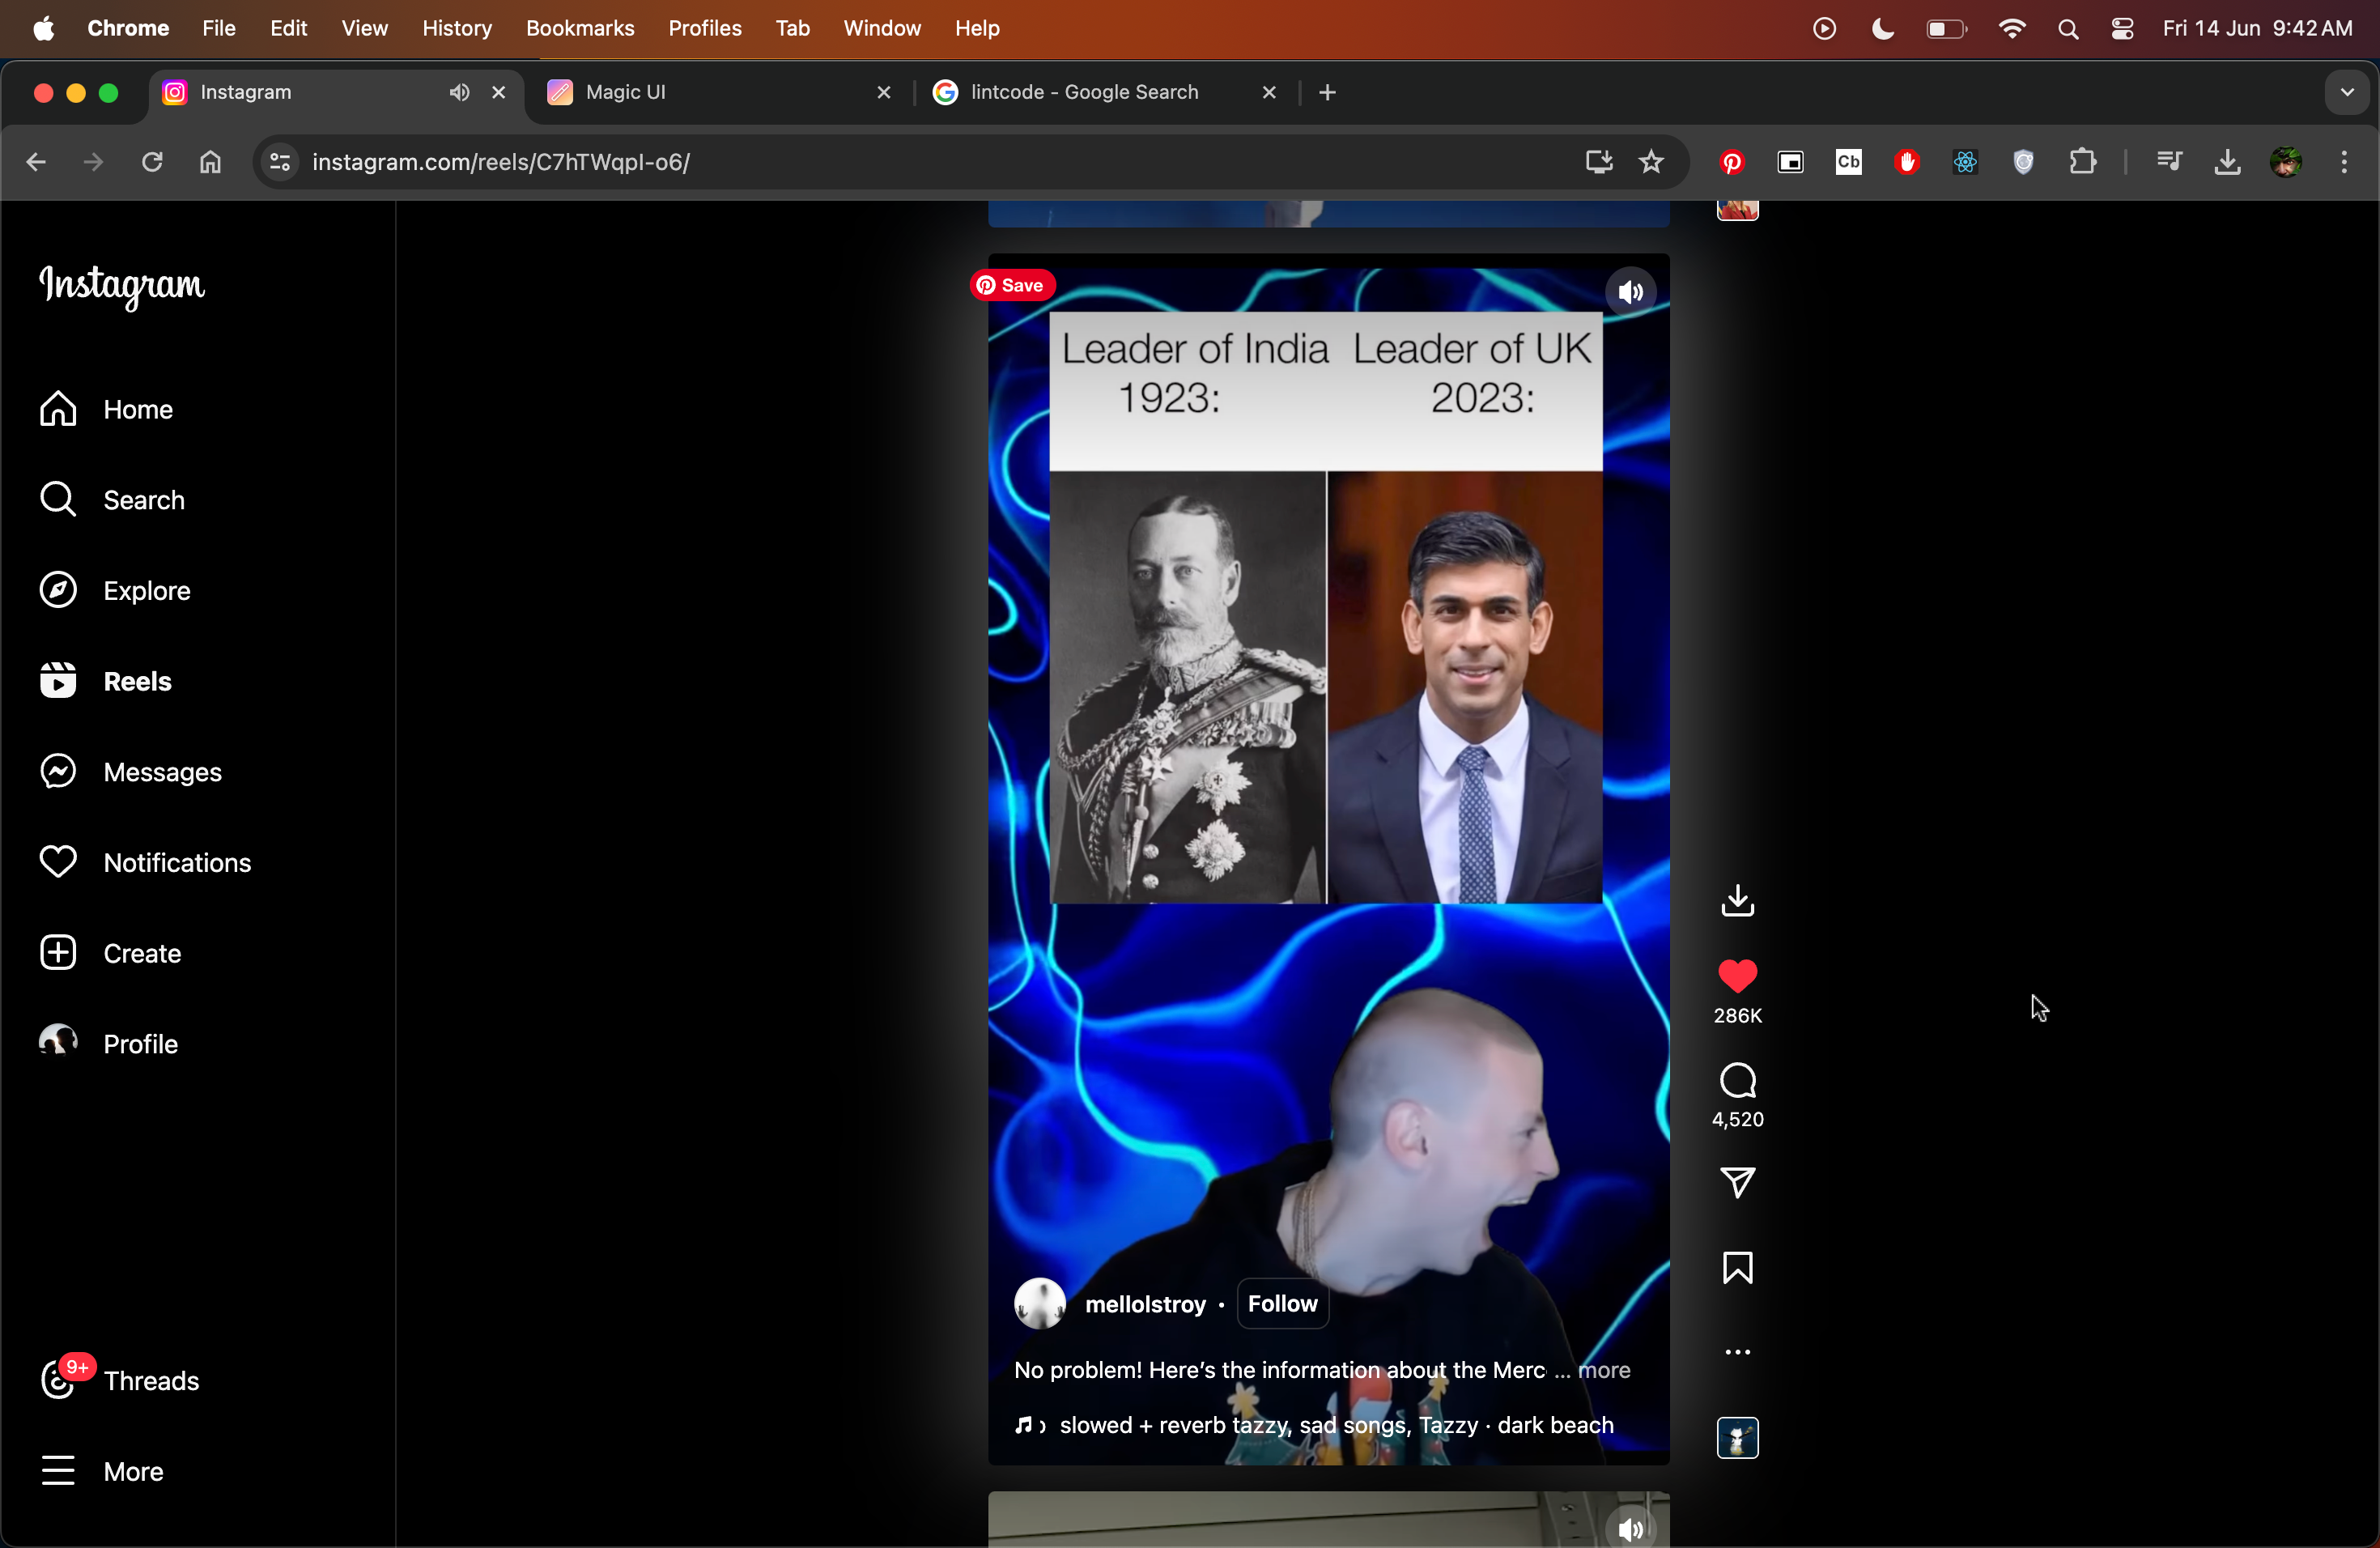 Chrome File Edit View History Bookmarks Profiles Tab Window Help Fri 14 Jun 9:42 AM
Instagram Magic UI lintcode - Google Search
instagram.com/reels/C7hTWqpI-o6/ Cb
Instagram
Home
Search
Explore
Reels
Messages
Notifications
Create
Profile
9+
Threads
More
Save
Leader of India Leader of UK
1923: 2023:
286K
4,520
mellolstroy • Follow
No problem! Here's the information about the Merc ... more
slowed + reverb tazzy, sad songs, Tazzy · dark beach